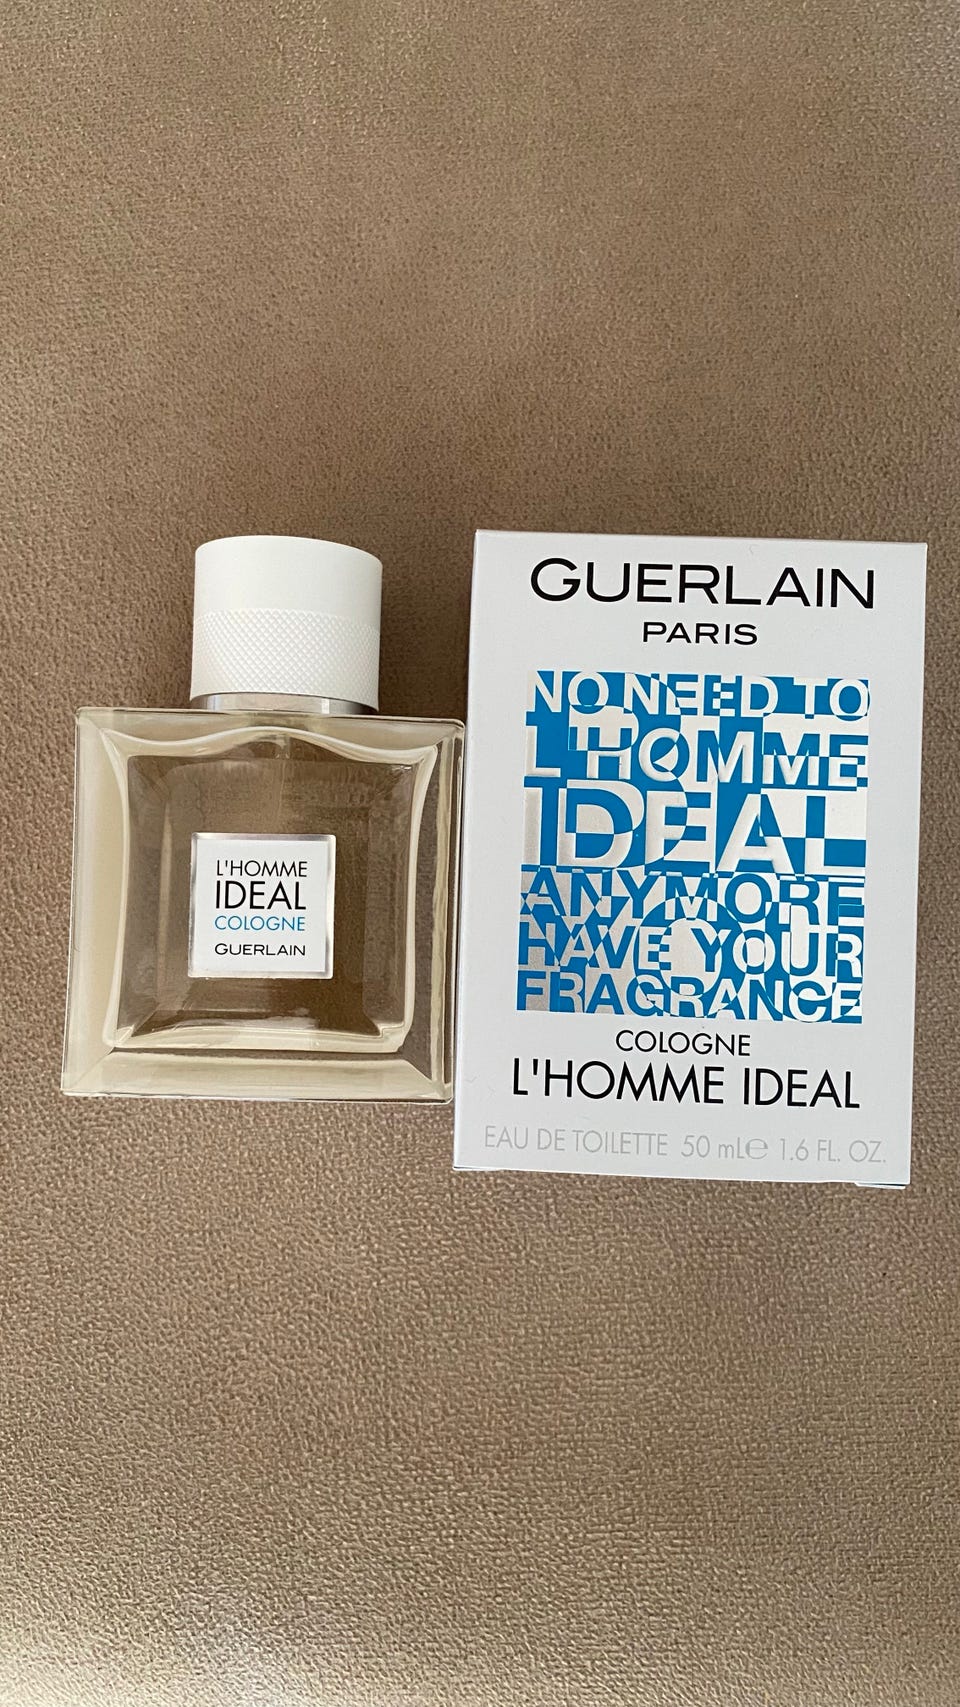 L'HOMME
IDEAL
COLOGNE
GUERLAIN
GUERLAIN
PARIS
NO NEED TO
L'HOMME
IDEAL
ANYMORE
HAVE YOUR
FRAGRANCE
COLOGNE
L'HOMME IDEAL
EAU DE TOILETTE 50 mL℮ 1.6 FL. OZ.